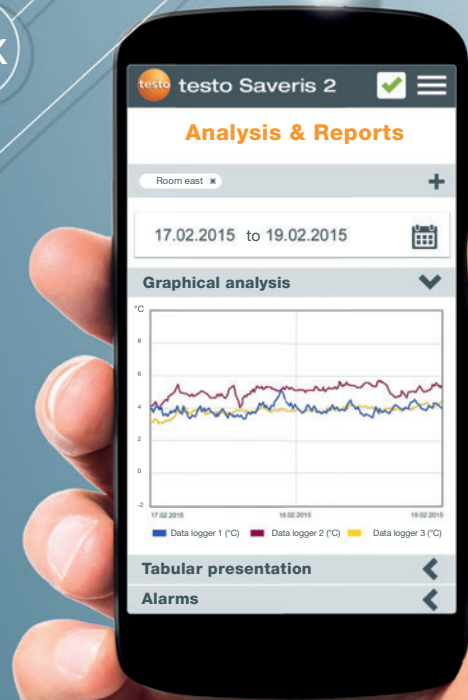 x
testo
testo Saveris 2
Analysis & Reports
Room east ×
17.02.2015 to 19.02.2015
Graphical analysis
°C
8
6
4
2
0
-2
17.02.2015 18.02.2015 19.02.2015
Data logger 1 (°C) Data logger 2 (°C) Data logger 3 (°C)
Tabular presentation
Alarms